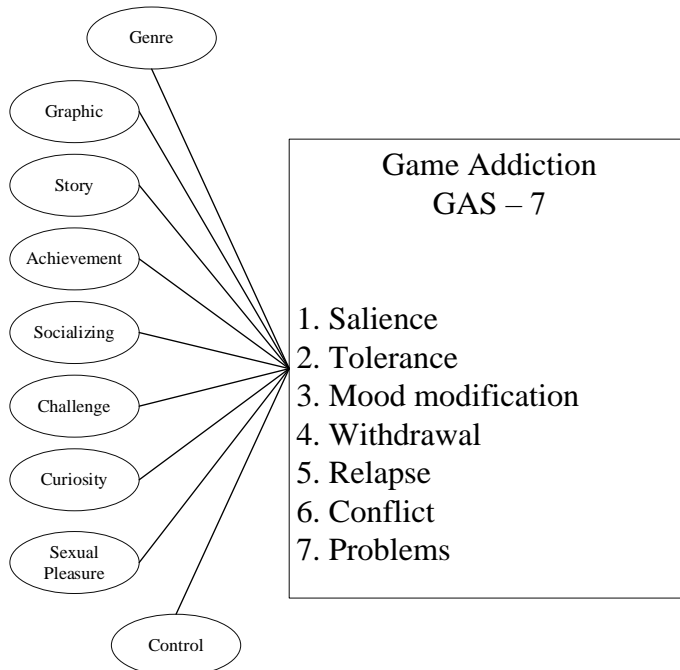 Genre
Graphic
Story
Achievement
Socializing
Challenge
Curiosity
Sexual
Pleasure
Control
Game Addiction
GAS – 7
1. Salience
2. Tolerance
3. Mood modification
4. Withdrawal
5. Relapse
6. Conflict
7. Problems